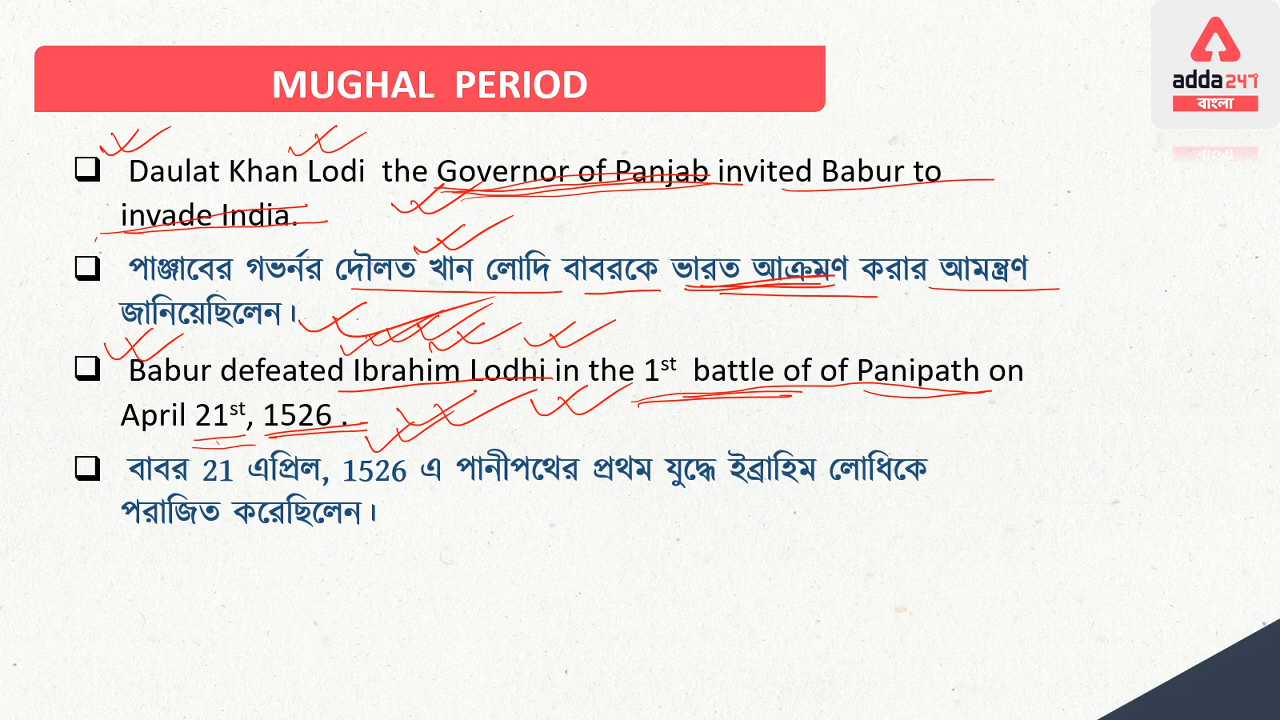 MUGHAL PERIOD
adda247
বাংলা
Daulat Khan Lodi the Governor of Panjab invited Babur to
invade India.
পাঞ্জাবের গভর্নর দৌলত খান লোদি বাবরকে ভারত আক্রমণ করার আমন্ত্রণ
জানিয়েছিলেন।
Babur defeated Ibrahim Lodhi in the 1st battle of of Panipath on
April 21st, 1526 .
বাবর 21 এপ্রিল, 1526 এ পানীপথের প্রথম যুদ্ধে ইব্রাহিম লোধিকে
পরাজিত করেছিলেন।